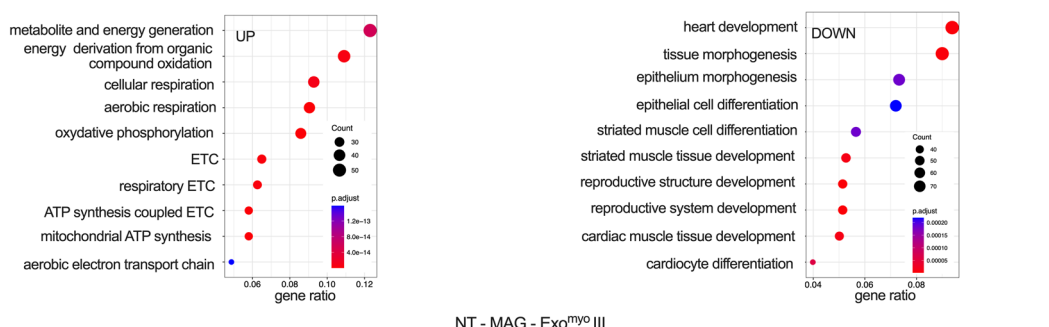 UP
metabolite and energy generation
energy derivation from organic
compound oxidation
cellular respiration
aerobic respiration
oxydative phosphorylation
ETC
respiratory ETC
ATP synthesis coupled ETC
mitochondrial ATP synthesis
aerobic electron transport chain
Count
30
40
50
p.adjust
1.2e−13
8.0e−14
4.0e−14
0.06 0.08 0.10 0.12
gene ratio
DOWN
heart development
tissue morphogenesis
epithelium morphogenesis
epithelial cell differentiation
striated muscle cell differentiation
striated muscle tissue development
reproductive structure development
reproductive system development
cardiac muscle tissue development
cardiocyte differentiation
Count
40
50
60
70
p.adjust
0.00020
0.00015
0.00010
0.00005
0.04 0.06 0.08
gene ratio
NT - MAG - Exomyo III